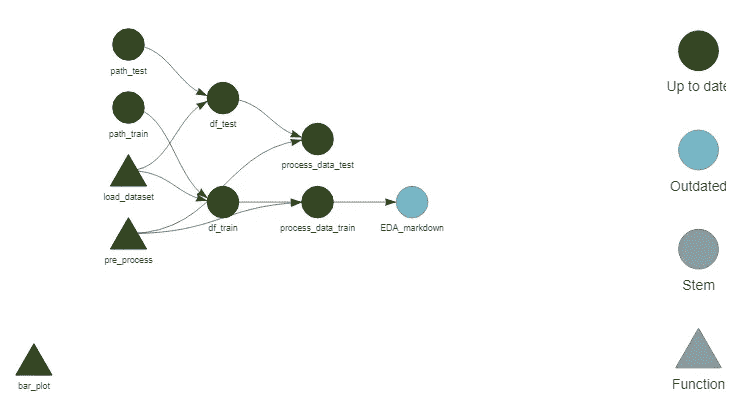 path_test
path_train
load_dataset
pre_process
bar_plot
df_test
df_train
process_data_test
process_data_train
EDA_markdown
Up to date
Outdated
Stem
Function